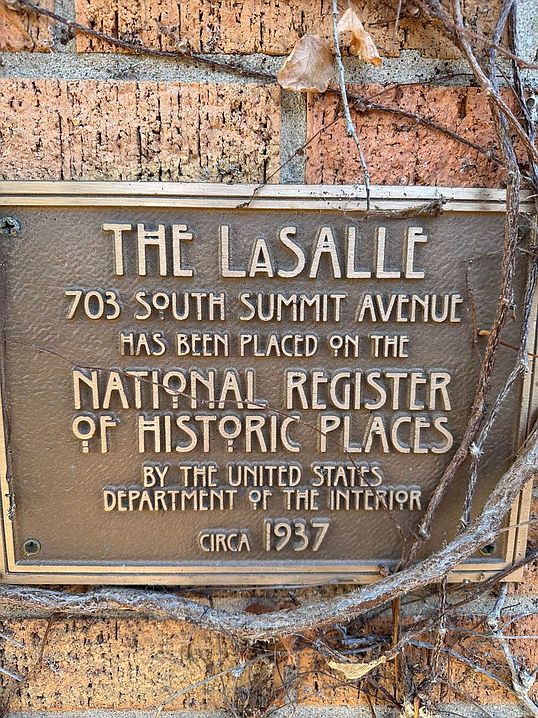 THE LASALLE
703 SOUTH SUMMIT AVENUE
HAS BEEN PLACED ON THE
NATIONAL REGISTER
OF HISTORIC PLACES
BY THE UNITED STATES
DEPARTMENT OF THE INTERIOR
CIRCA 1937